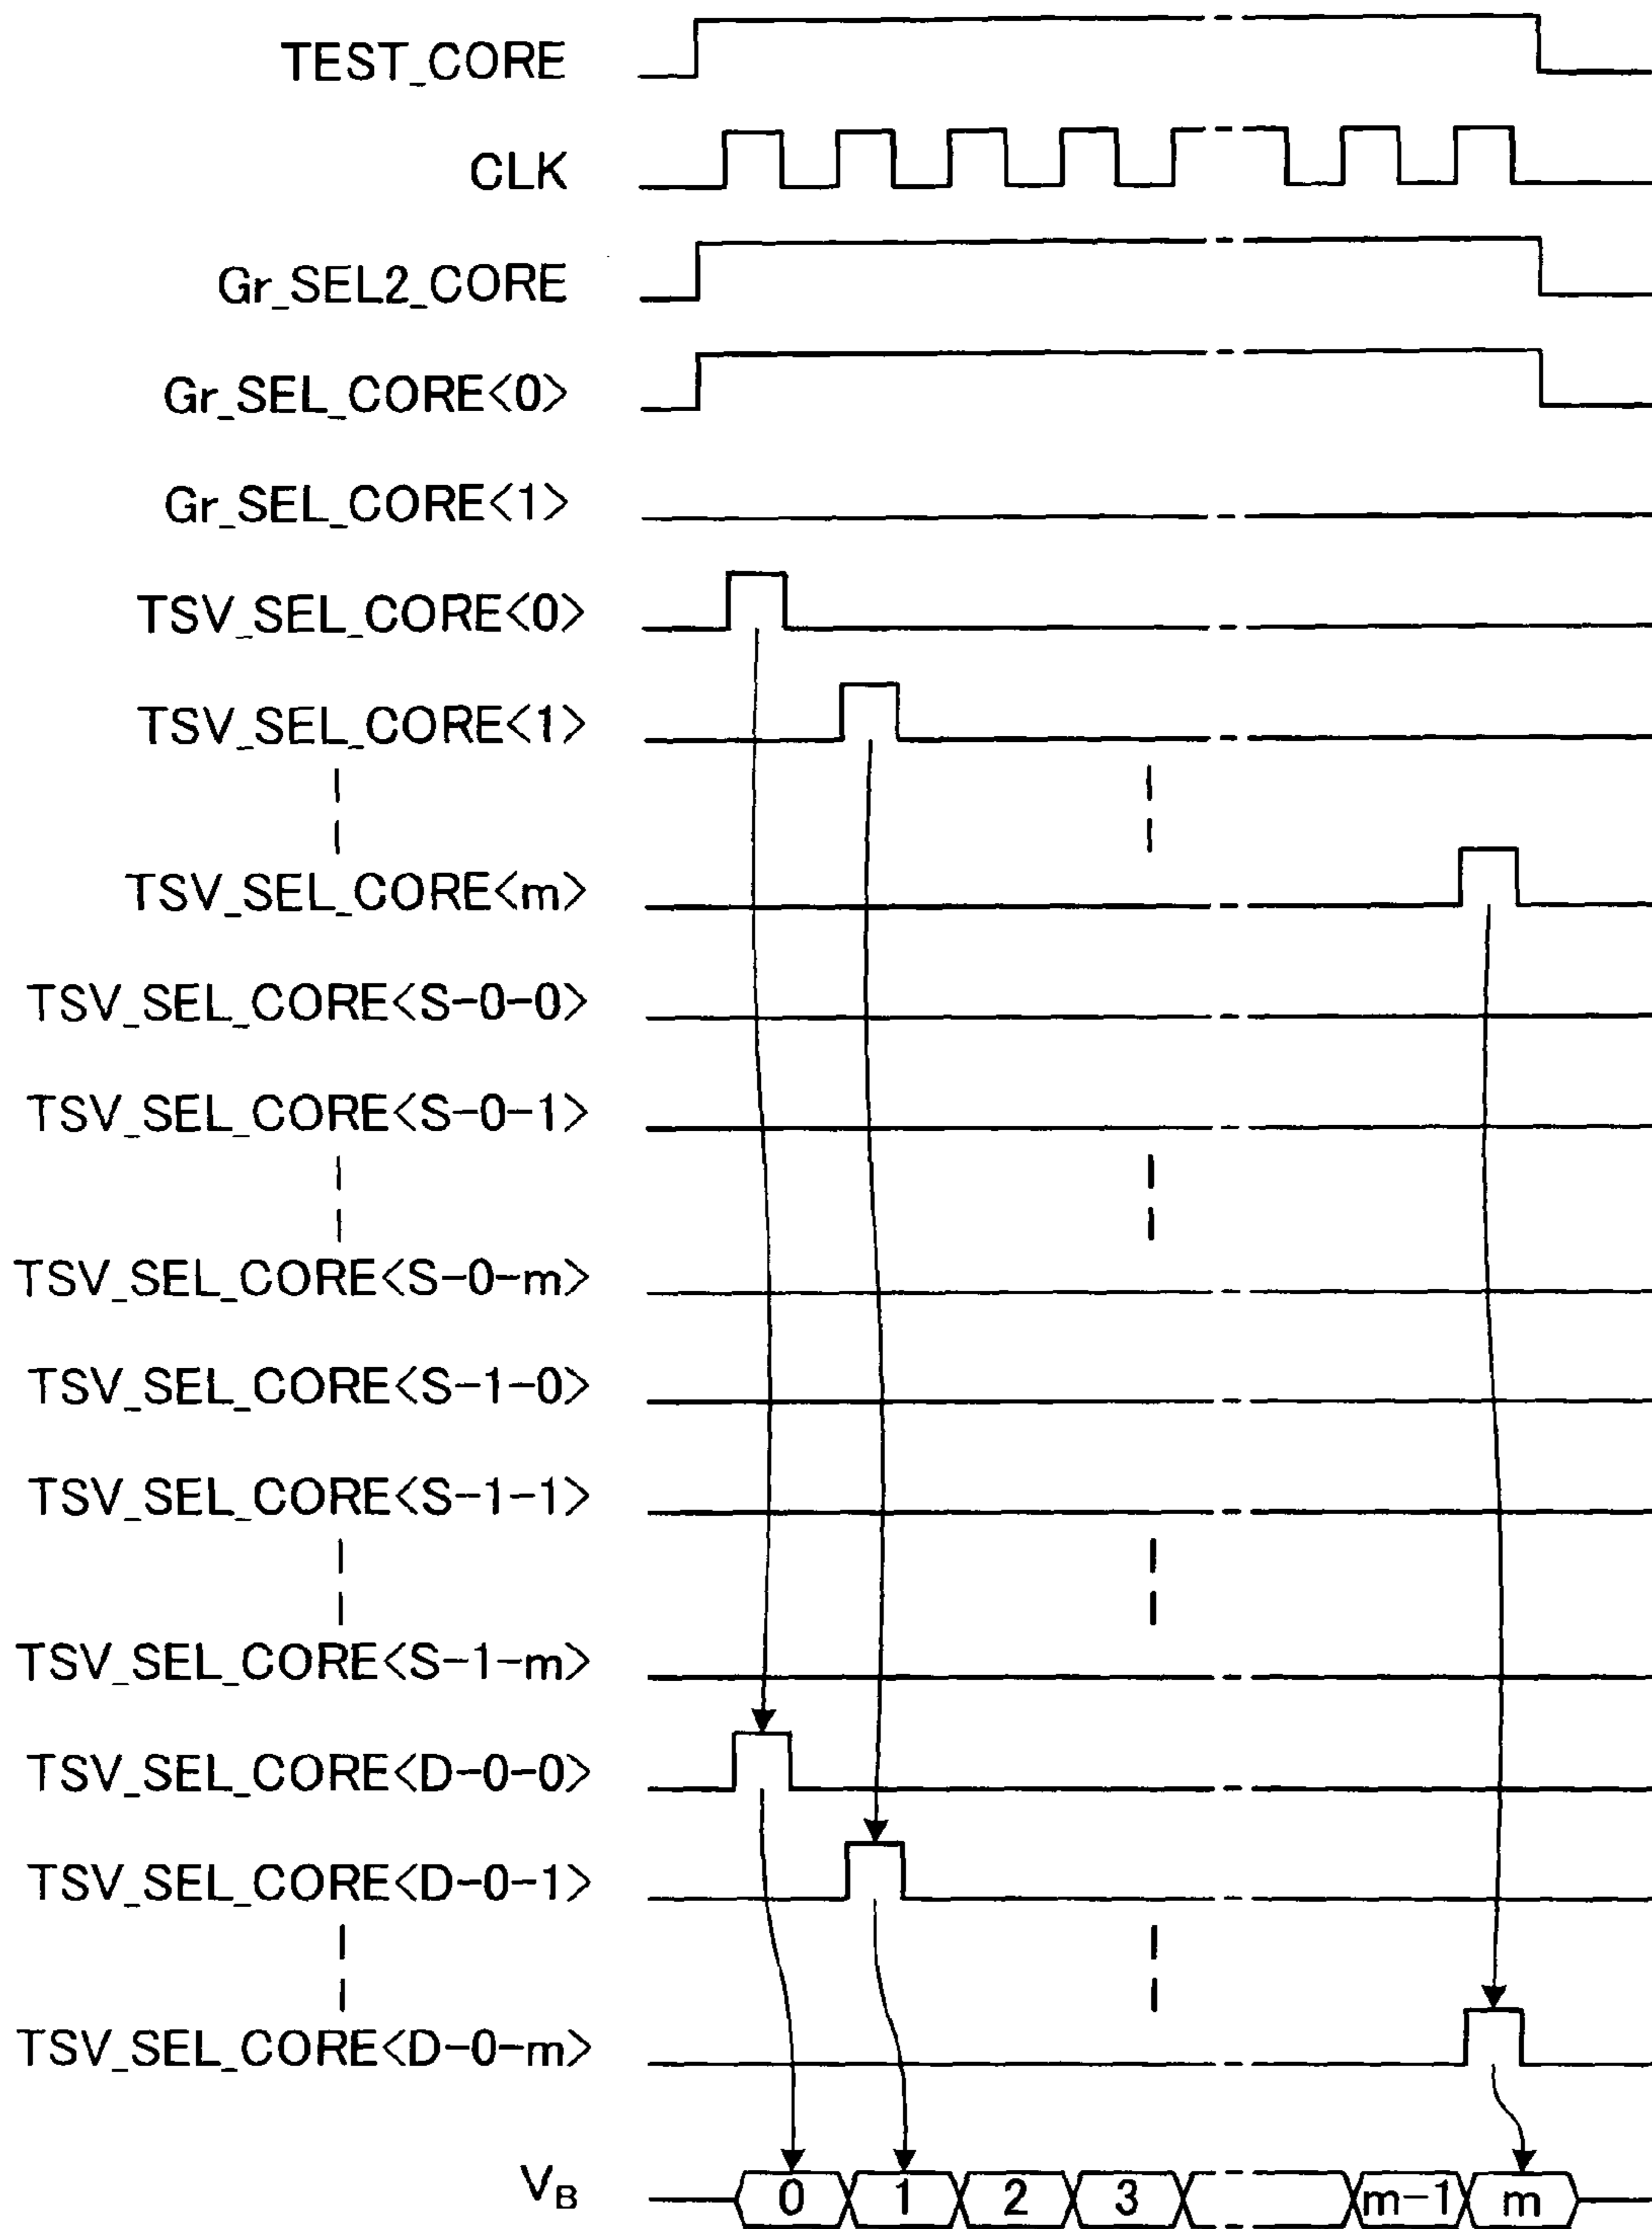 TEST_CORE
CLK
Gr_SEL2_CORE
Gr_SEL_CORE<0>
Gr_SEL_CORE<1>
TSV_SEL_CORE<0>
TSV_SEL_CORE<1>
TSV_SEL_CORE<m>
TSV_SEL_CORE<S-0-0>
TSV_SEL_CORE<S-0-1>
TSV_SEL_CORE<S-0-m>
TSV_SEL_CORE<S-1-0>
TSV_SEL_CORE<S-1-1>
TSV_SEL_CORE<S-1-m>
TSV_SEL_CORE<D-0-0>
TSV_SEL_CORE<D-0-1>
TSV_SEL_CORE<D-0-m>
VB 0 1 2 3 m-1 m